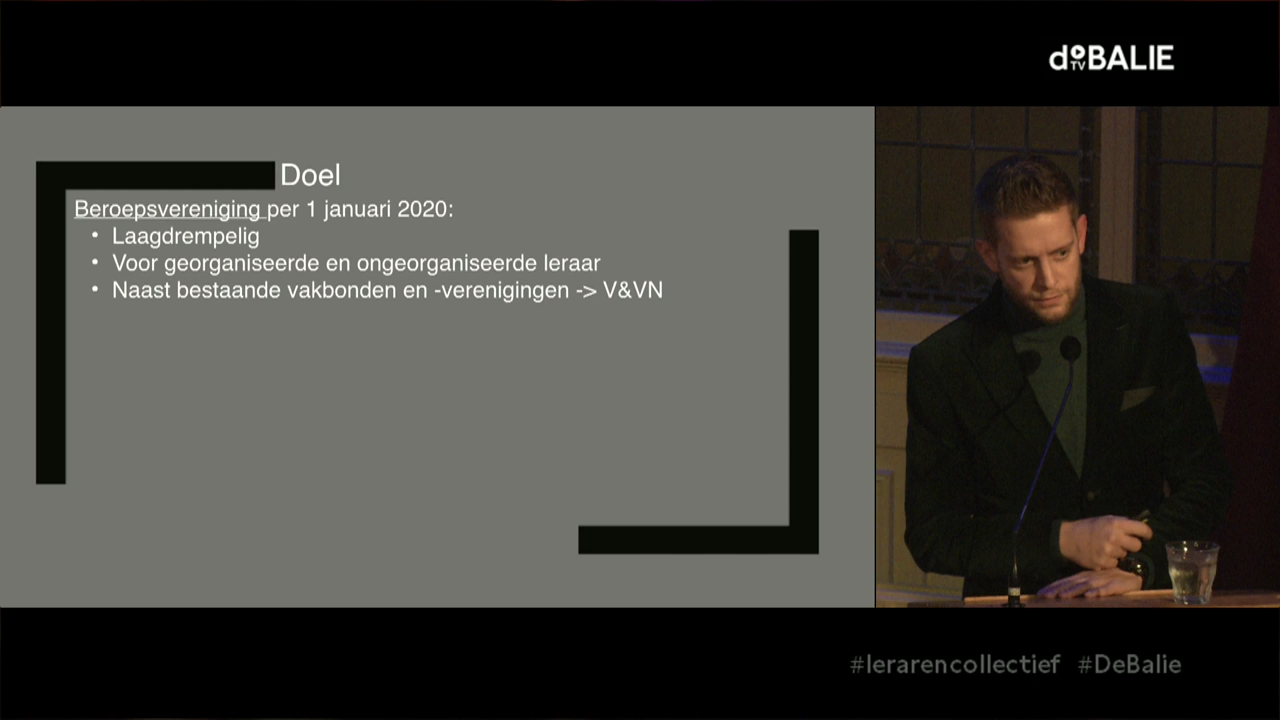 deBALIE
TV
Doel
Beroepsvereniging per 1 januari 2020:
• Laagdrempelig
• Voor georganiseerde en ongeorganiseerde leraar
• Naast bestaande vakbonden en -verenigingen -> V&VN
#lerarencollectief #DeBalie